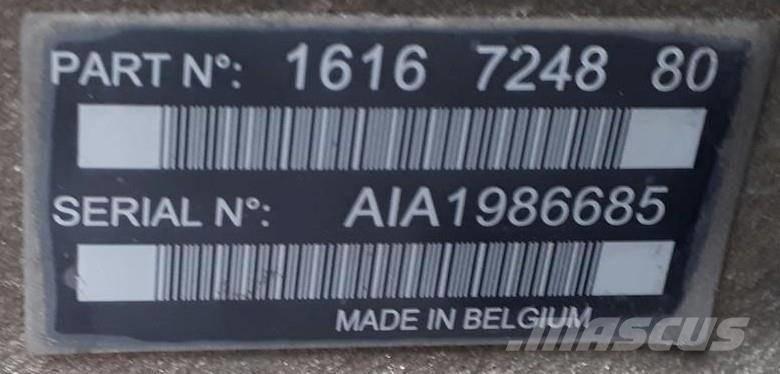 PART N°: 1616 7248 80
SERIAL N°: AIA1986685
MADE IN BELGIUM
MASCUS